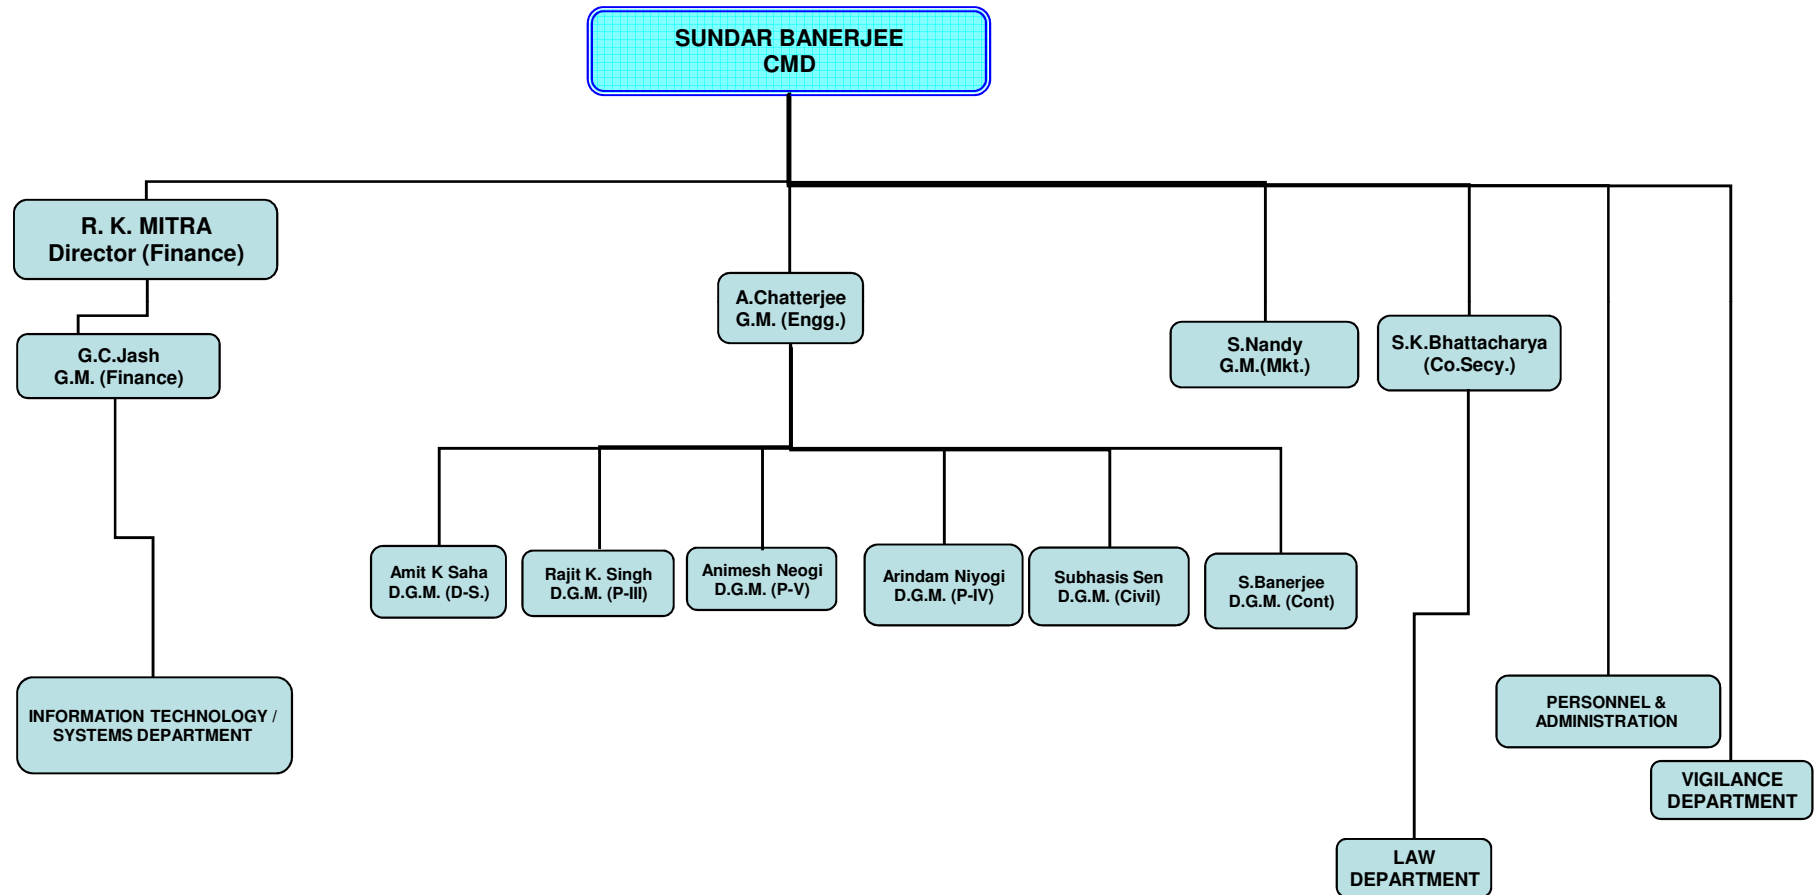 SUNDAR BANERJEE
CMD
R. K. MITRA
Director (Finance)
A.Chatterjee
G.M. (Engg.)
S.Nandy
G.M.(Mkt.)
S.K.Bhattacharya
(Co.Secy.)
G.C.Jash
G.M. (Finance)
Amit K Saha
D.G.M. (D-S.)
Rajit K. Singh
D.G.M. (P-III)
Animesh Neogi
D.G.M. (P-V)
Arindam Niyogi
D.G.M. (P-IV)
Subhasis Sen
D.G.M. (Civil)
S.Banerjee
D.G.M. (Cont)
INFORMATION TECHNOLOGY /
SYSTEMS DEPARTMENT
PERSONNEL &
ADMINISTRATION
VIGILANCE
DEPARTMENT
LAW
DEPARTMENT